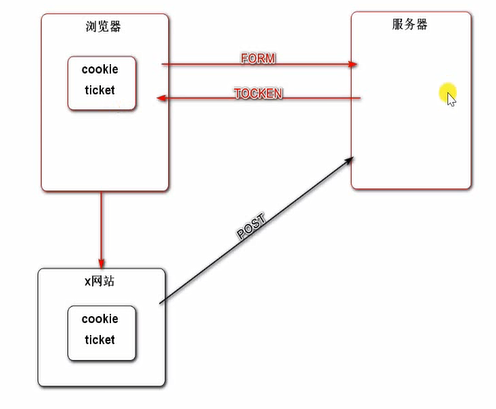 浏览器
服务器
cookie
ticket
FORM
TOCKEN
POST
x网站
cookie
ticket